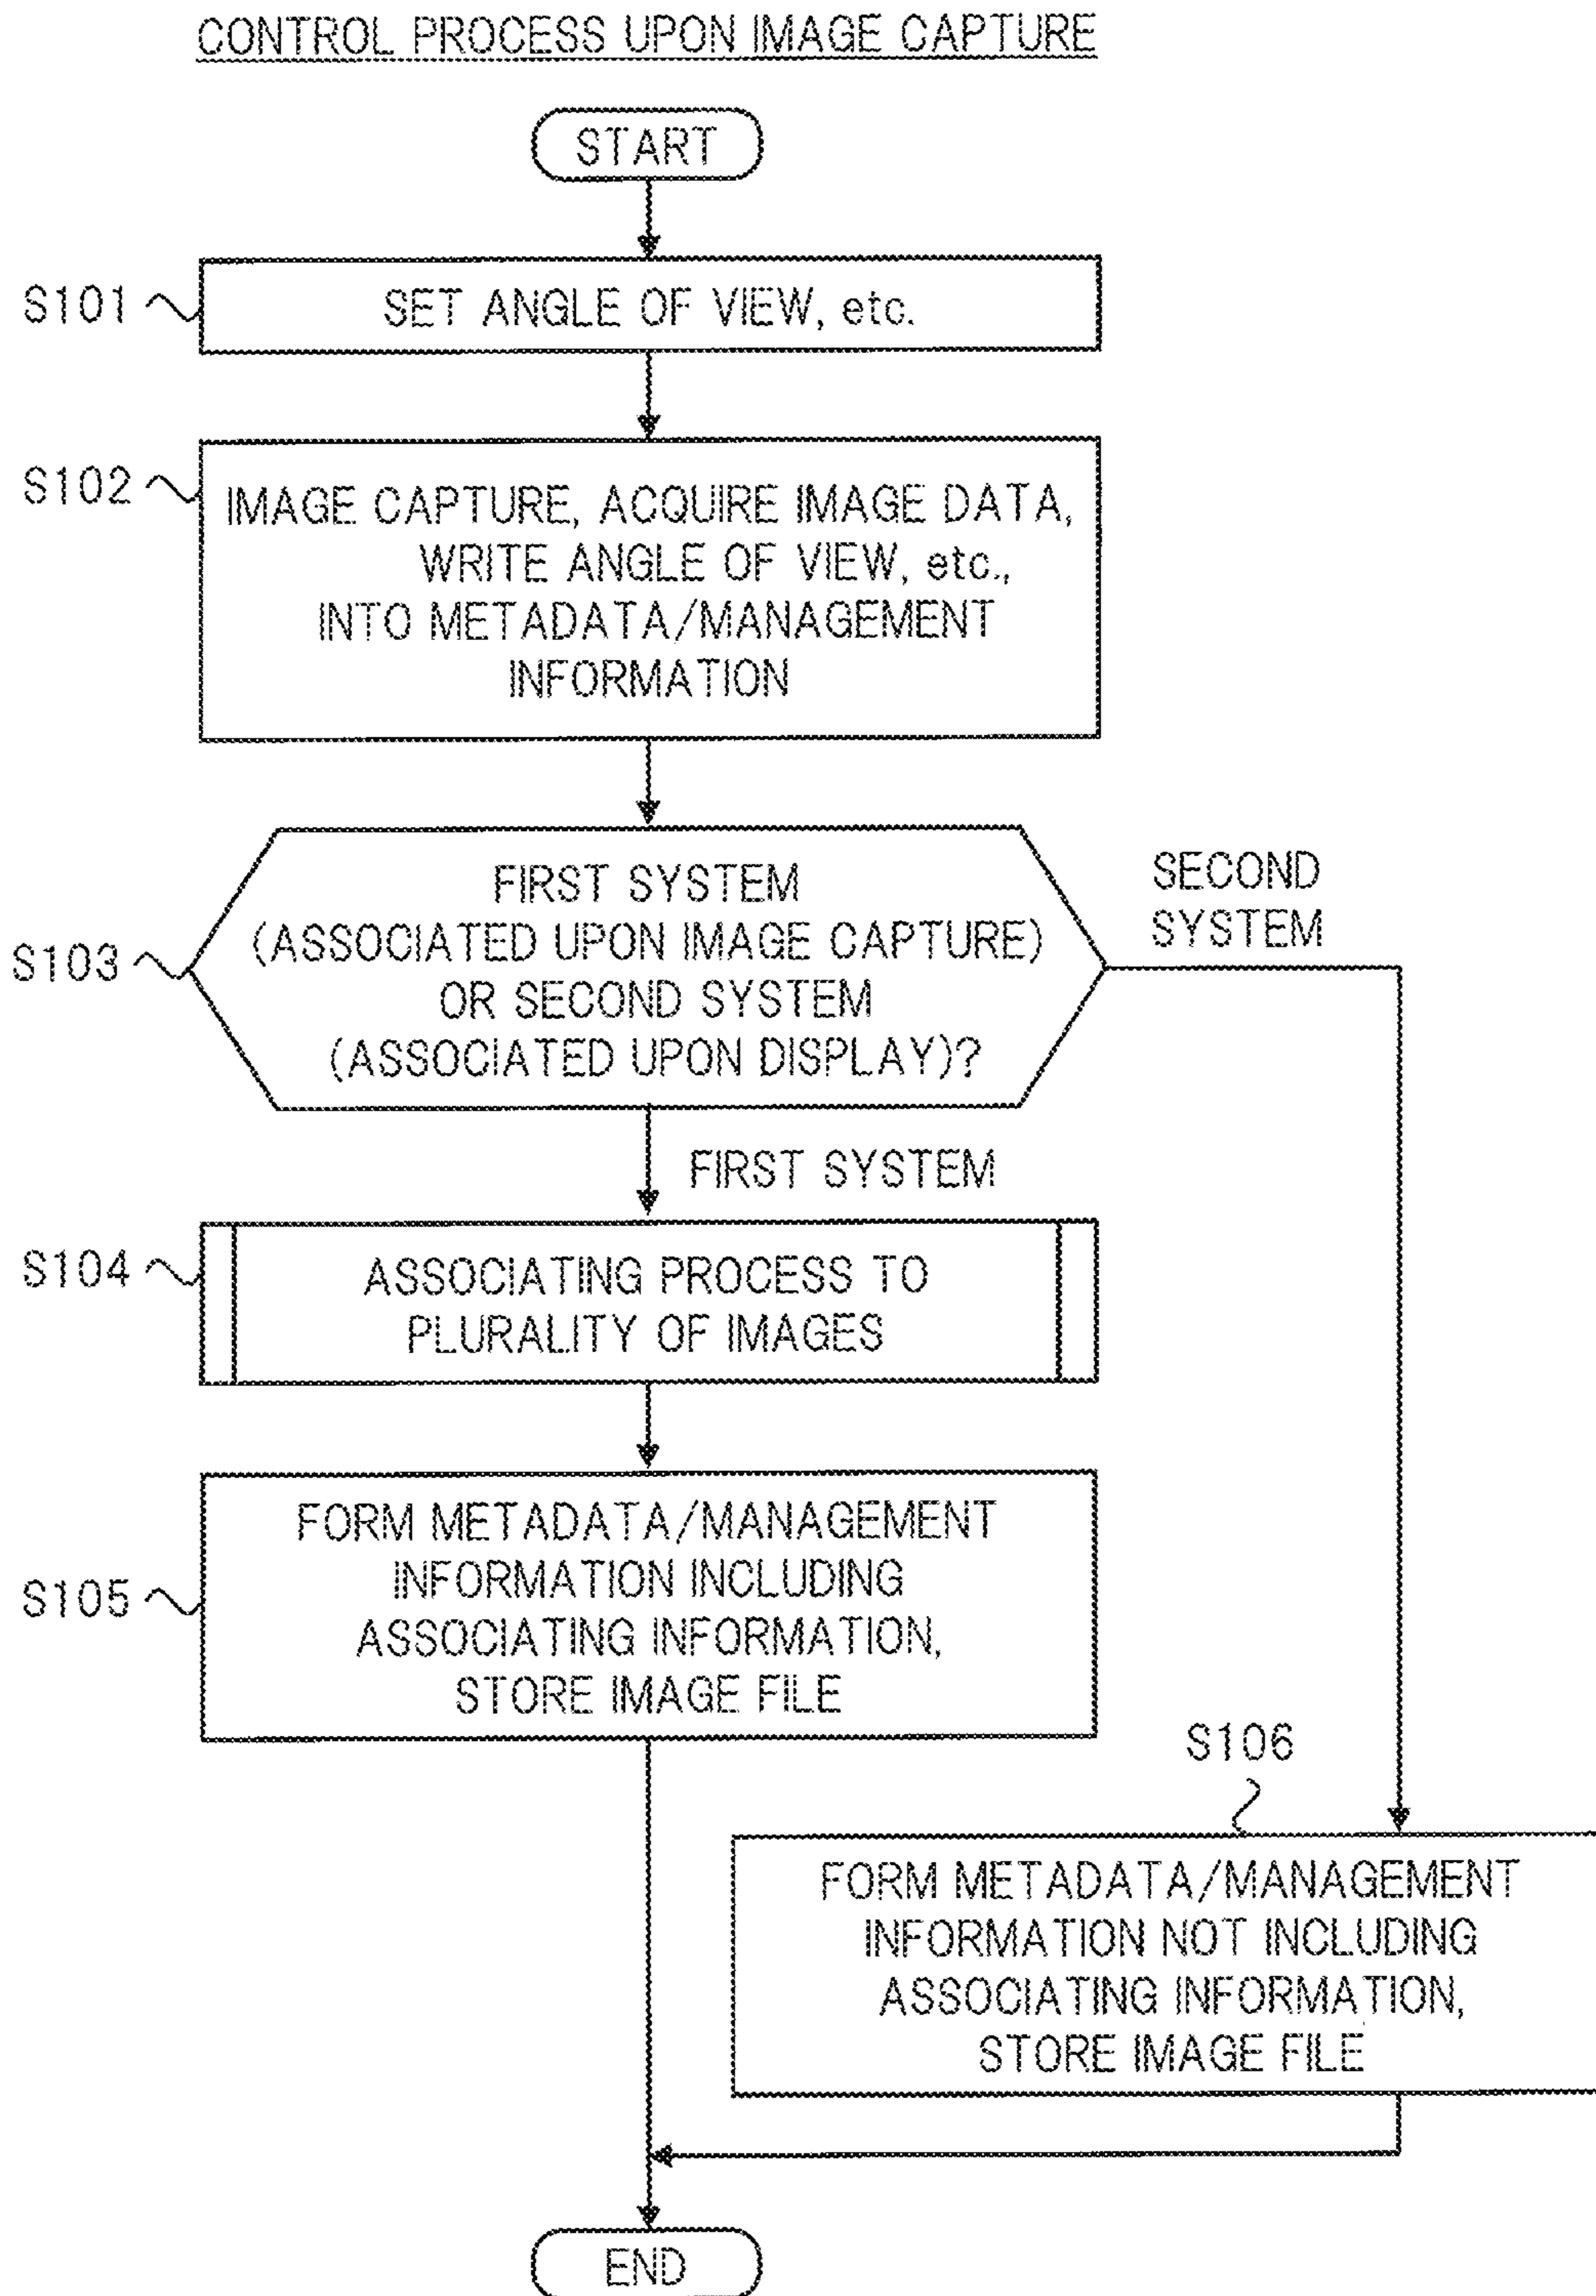 CONTROL PROCESS UPON IMAGE CAPTURE
START
S101
SET ANGLE OF VIEW, etc.
S102
IMAGE CAPTURE, ACQUIRE IMAGE DATA,
WRITE ANGLE OF VIEW, etc.,
INTO METADATA/MANAGEMENT
INFORMATION
S103
FIRST SYSTEM
(ASSOCIATED UPON IMAGE CAPTURE)
OR SECOND SYSTEM
(ASSOCIATED UPON DISPLAY)?
SECOND
SYSTEM
FIRST SYSTEM
S104
ASSOCIATING PROCESS TO
PLURALITY OF IMAGES
S105
FORM METADATA/MANAGEMENT
INFORMATION INCLUDING
ASSOCIATING INFORMATION,
STORE IMAGE FILE
S106
FORM METADATA/MANAGEMENT
INFORMATION NOT INCLUDING
ASSOCIATING INFORMATION,
STORE IMAGE FILE
END